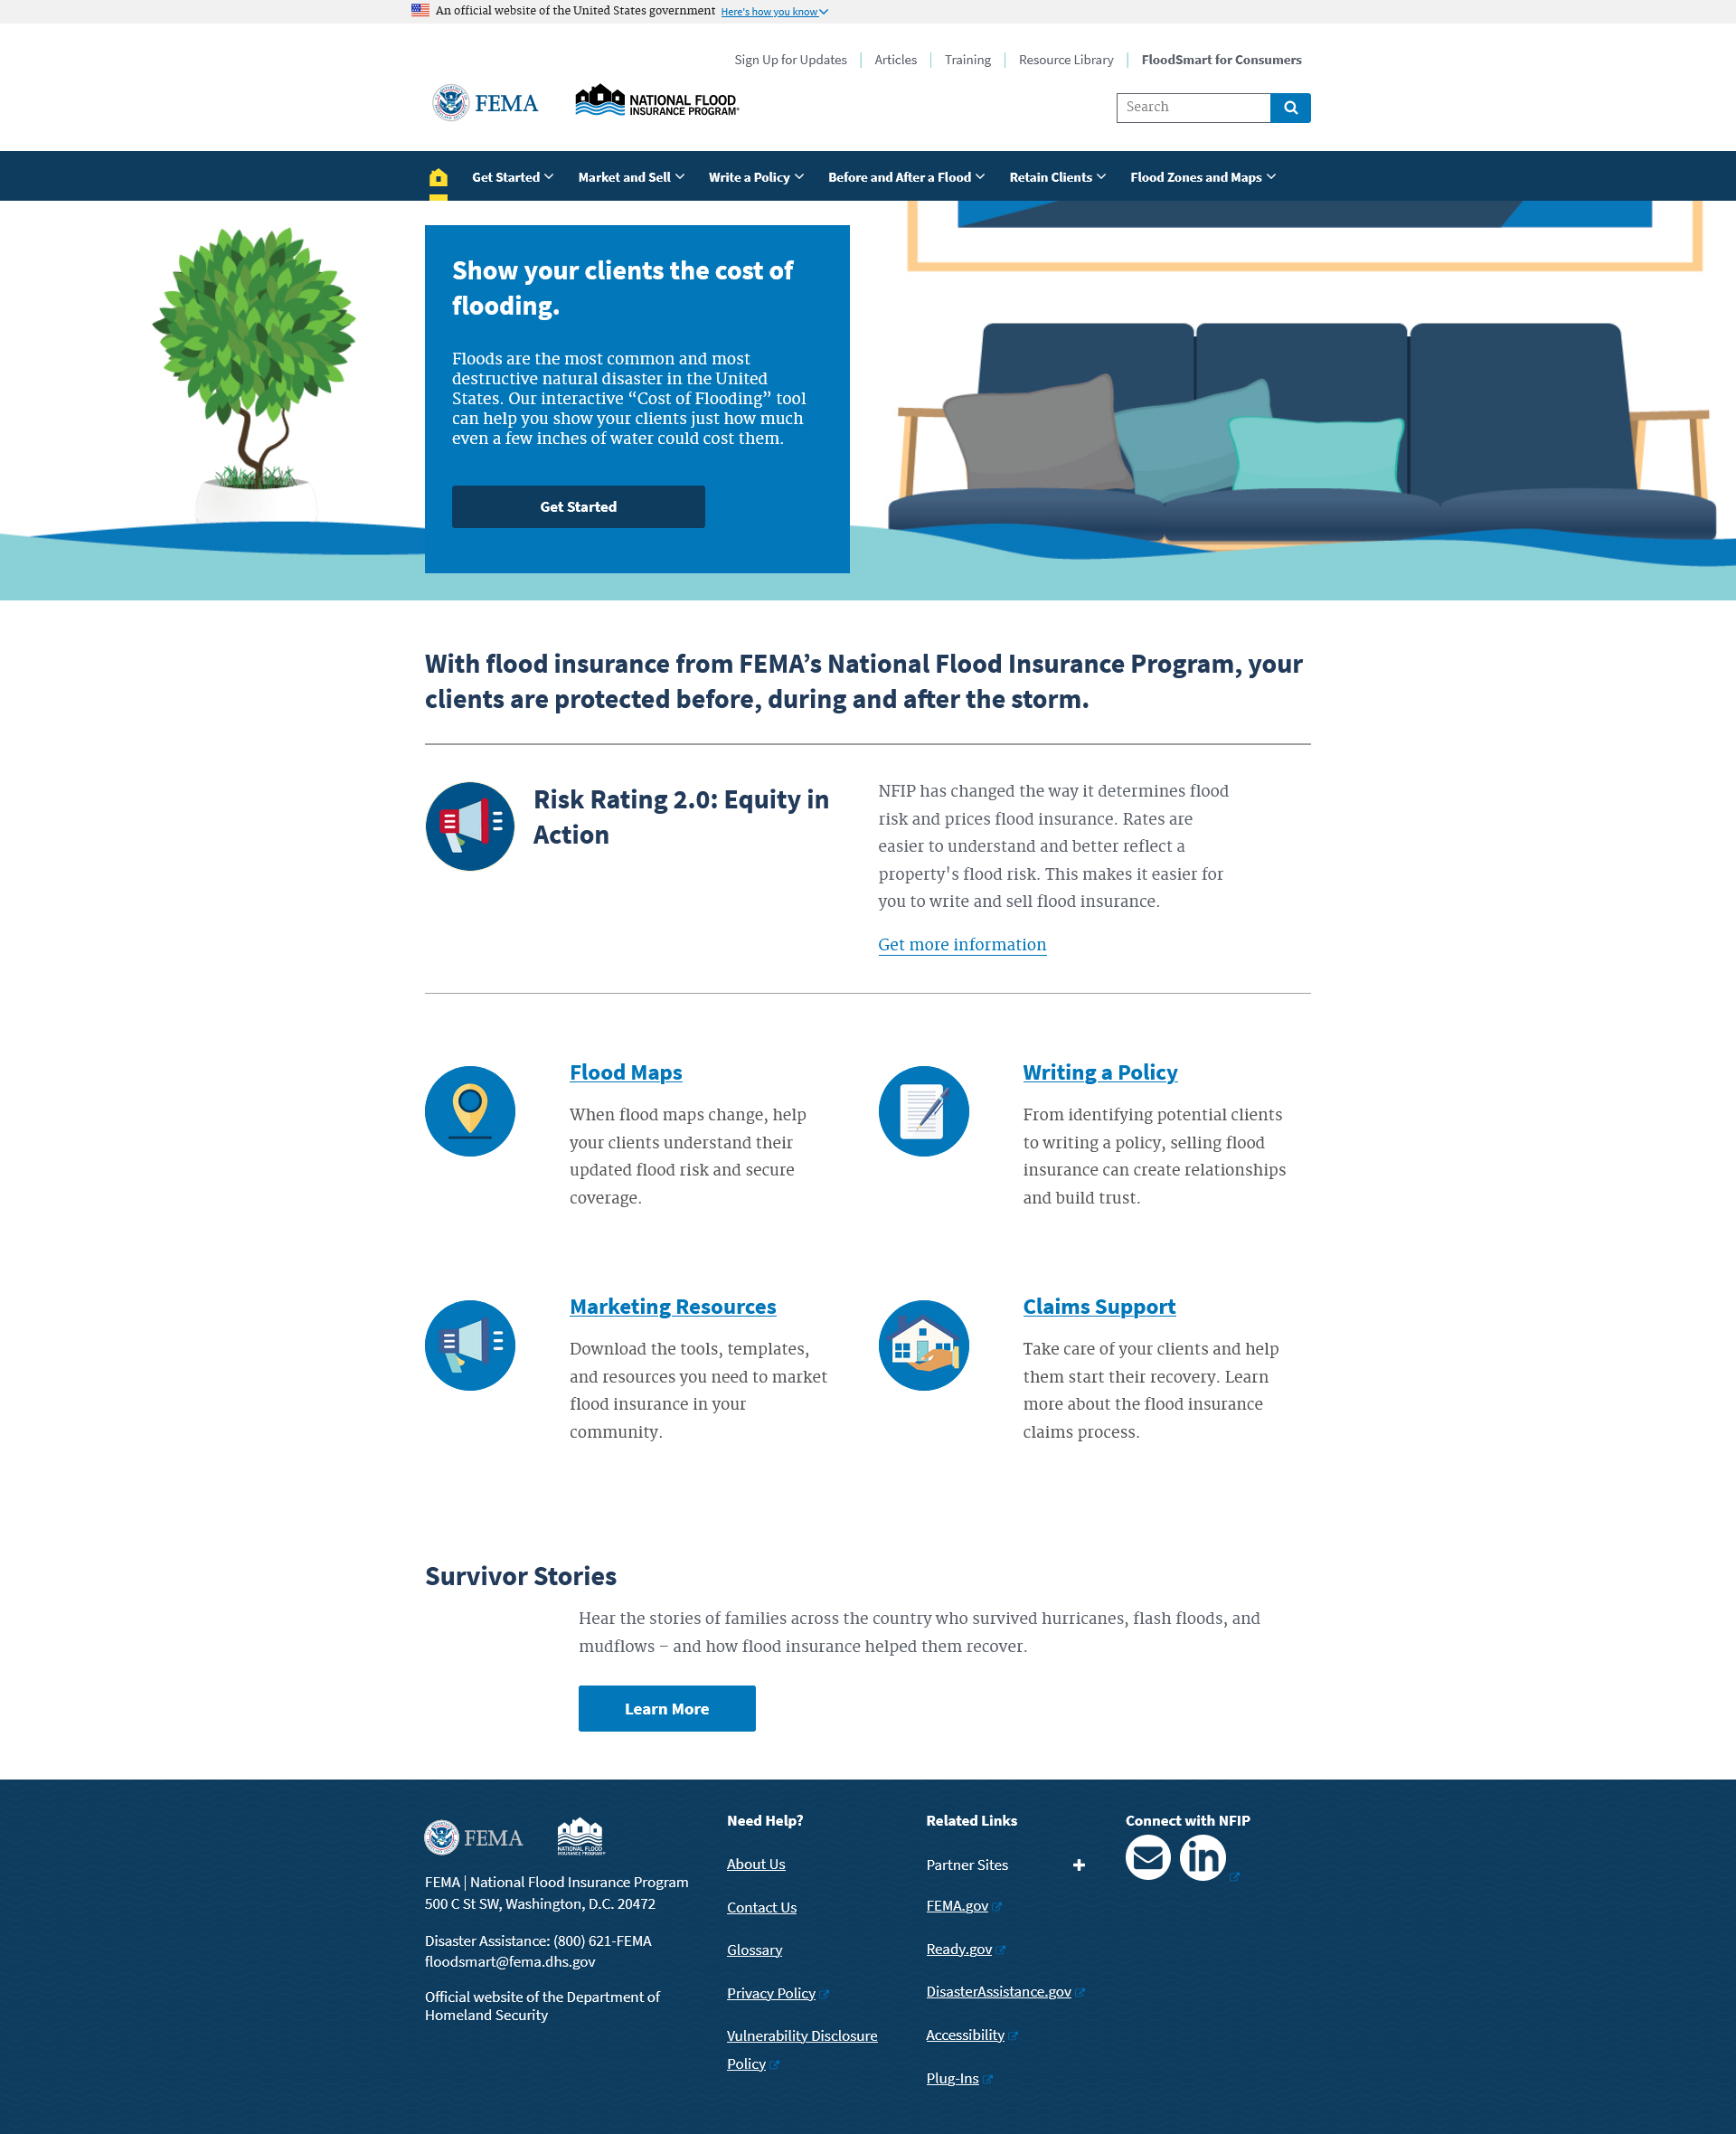 An official website of the United States government Here's how you know
Sign Up for Updates Articles Training Resource Library FloodSmart for Consumers
FEMA
NATIONAL FLOOD
INSURANCE PROGRAM®
Search
Get Started Market and Sell Write a Policy Before and After a Flood Retain Clients Flood Zones and Maps
Show your clients the cost of
flooding.
Floods are the most common and most
destructive natural disaster in the United
States. Our interactive “Cost of Flooding” tool
can help you show your clients just how much
even a few inches of water could cost them.
Get Started
With flood insurance from FEMA’s National Flood Insurance Program, your
clients are protected before, during and after the storm.
Risk Rating 2.0: Equity in
Action
NFIP has changed the way it determines flood
risk and prices flood insurance. Rates are
easier to understand and better reflect a
property's flood risk. This makes it easier for
you to write and sell flood insurance.
Get more information
Flood Maps
When flood maps change, help
your clients understand their
updated flood risk and secure
coverage.
Writing a Policy
From identifying potential clients
to writing a policy, selling flood
insurance can create relationships
and build trust.
Marketing Resources
Download the tools, templates,
and resources you need to market
flood insurance in your
community.
Claims Support
Take care of your clients and help
them start their recovery. Learn
more about the flood insurance
claims process.
Survivor Stories
Hear the stories of families across the country who survived hurricanes, flash floods, and
mudflows – and how flood insurance helped them recover.
Learn More
FEMA
NATIONAL FLOOD
INSURANCE PROGRAM®
FEMA | National Flood Insurance Program
500 C St SW, Washington, D.C. 20472
Disaster Assistance: (800) 621-FEMA
floodsmart@fema.dhs.gov
Official website of the Department of
Homeland Security
Need Help?
About Us
Contact Us
Glossary
Privacy Policy
Vulnerability Disclosure
Policy
Related Links
Partner Sites
FEMA.gov
Ready.gov
DisasterAssistance.gov
Accessibility
Plug-Ins
Connect with NFIP
in